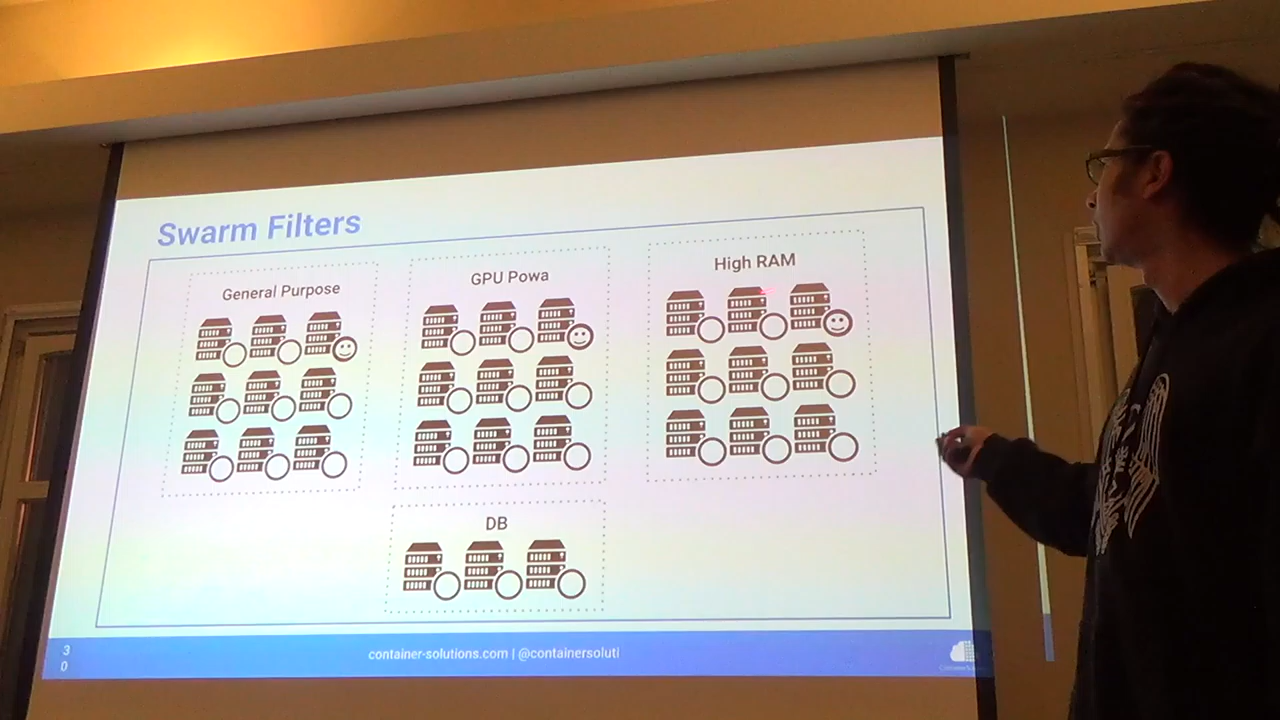 Swarm Filters
General Purpose
GPU Powa
High RAM
DB
3
0
container-solutions.com | @containersoluti